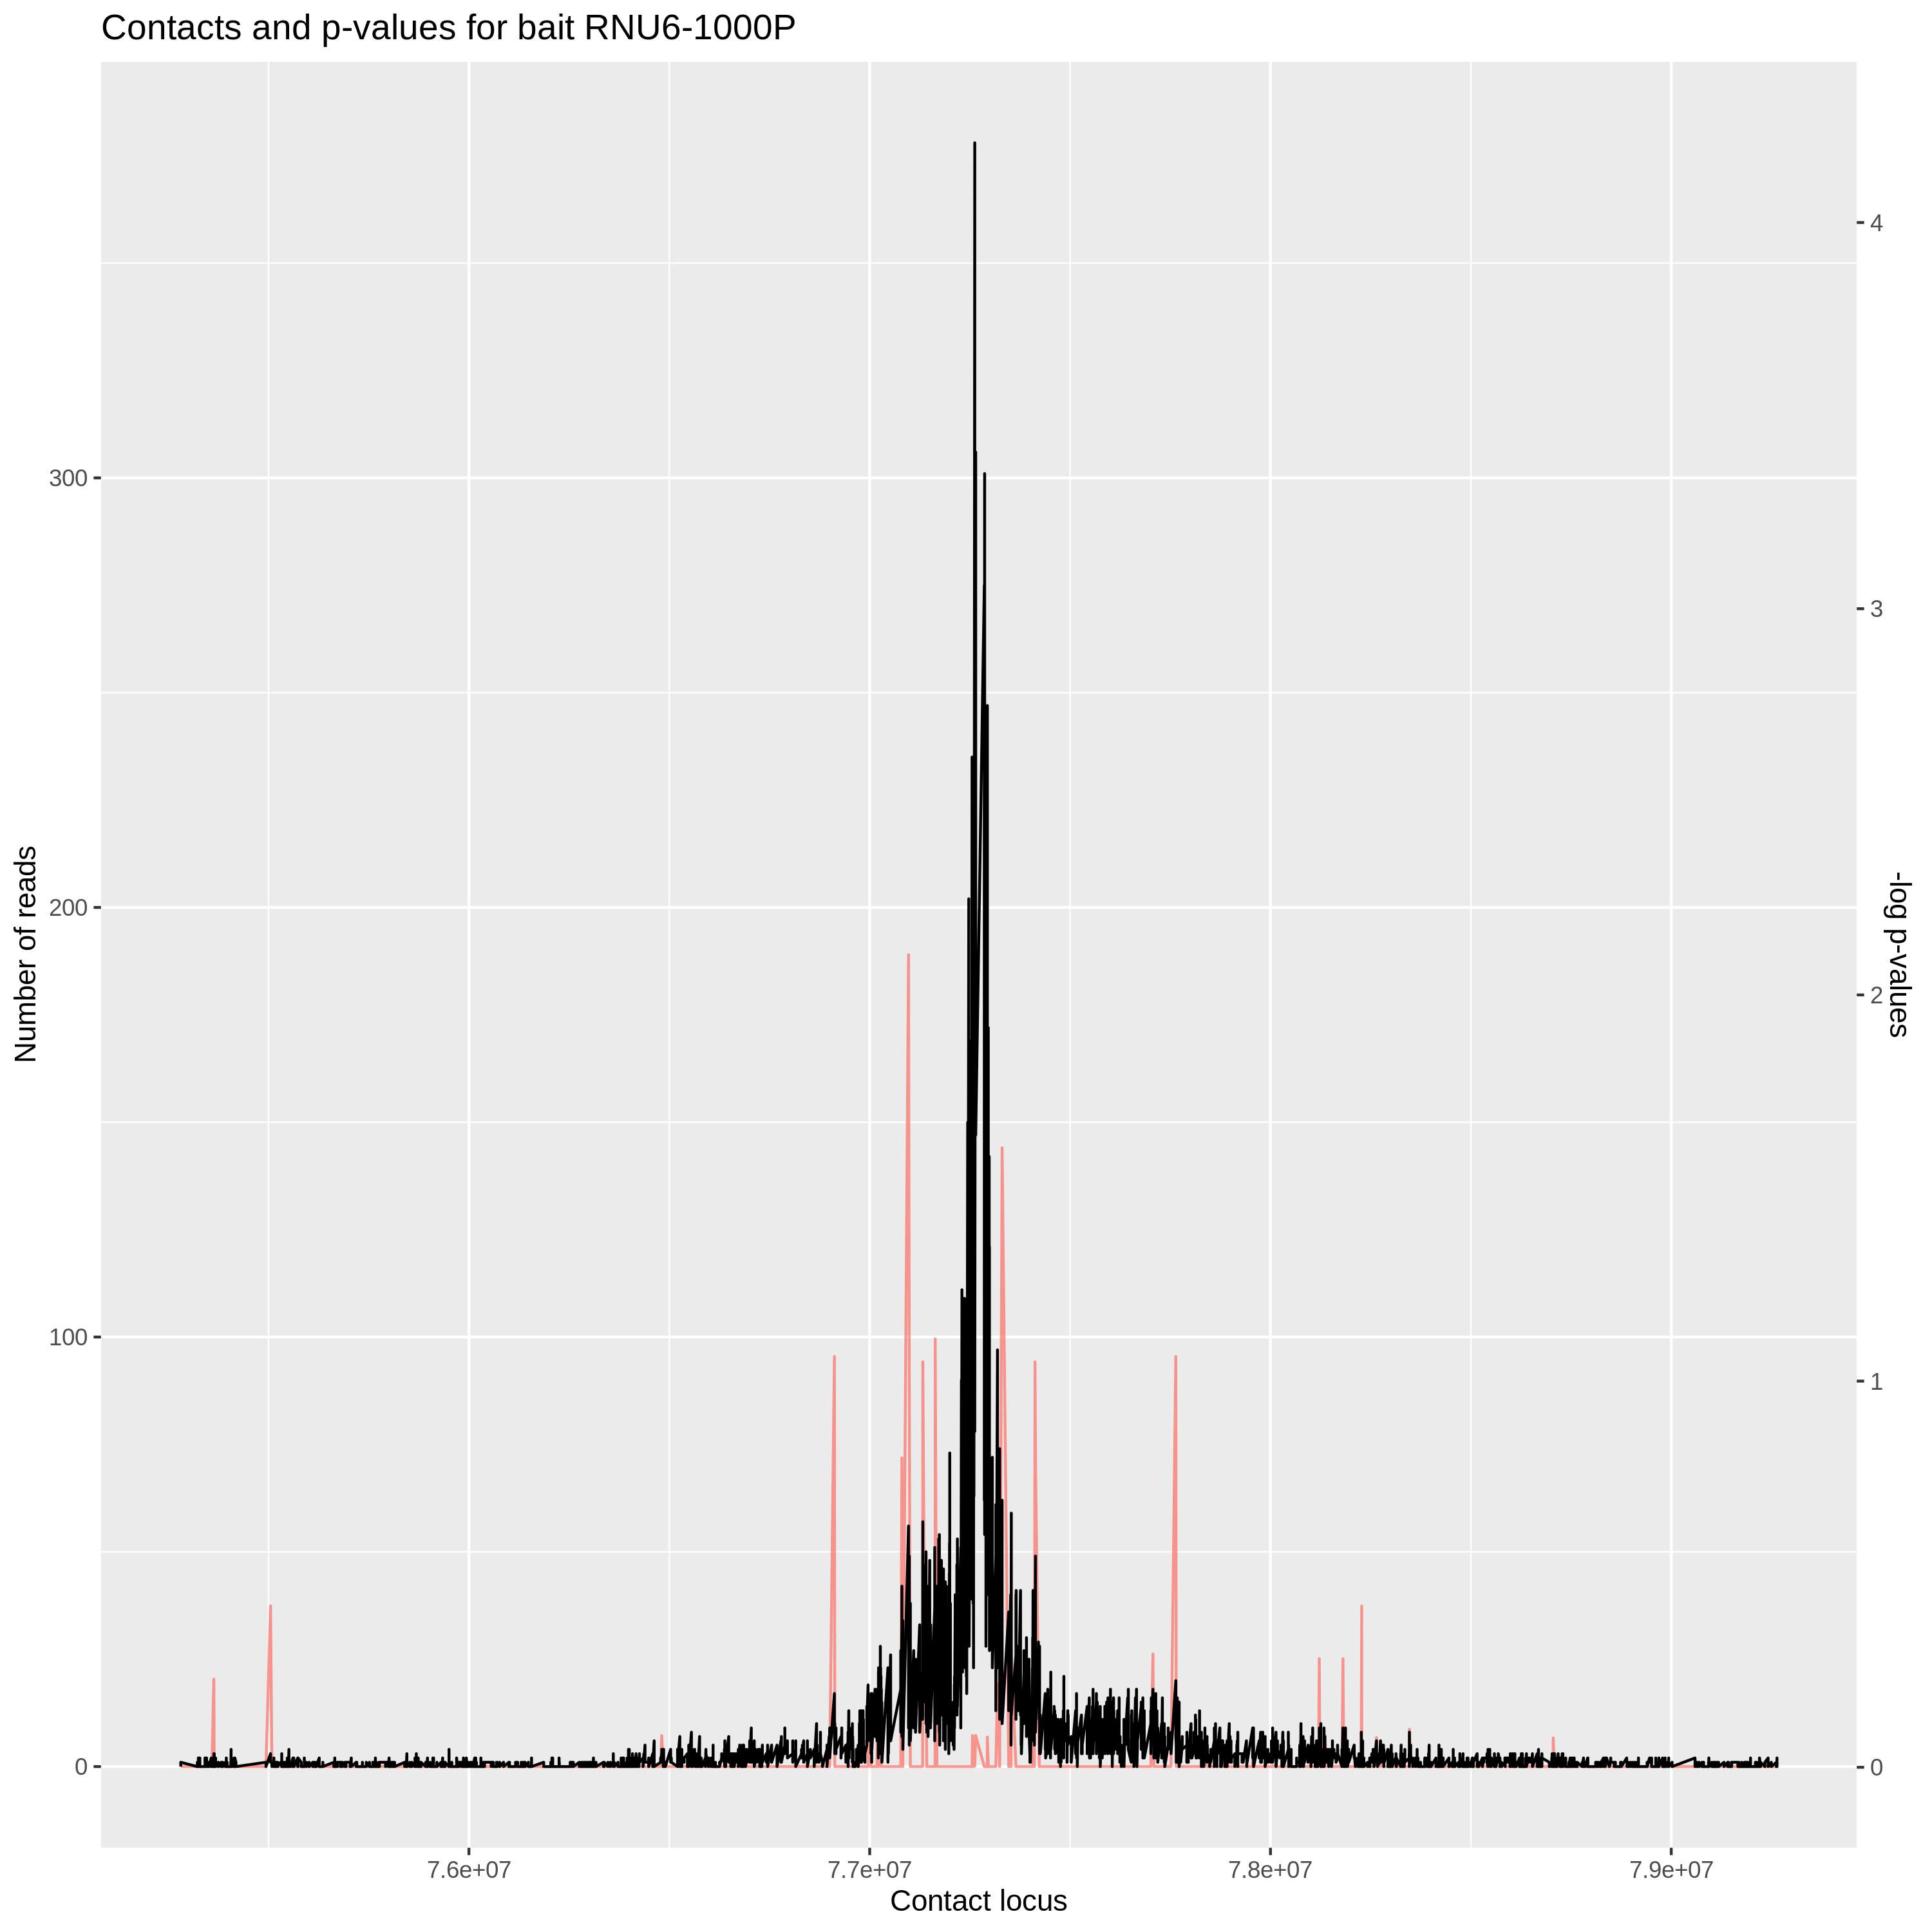 Contacts and p-values for bait RNU6-1000P
Number of reads
300
200
100
0
4
3
2
1
0
-log p-values
7.6e+07
7.7e+07
7.8e+07
7.9e+07
Contact locus